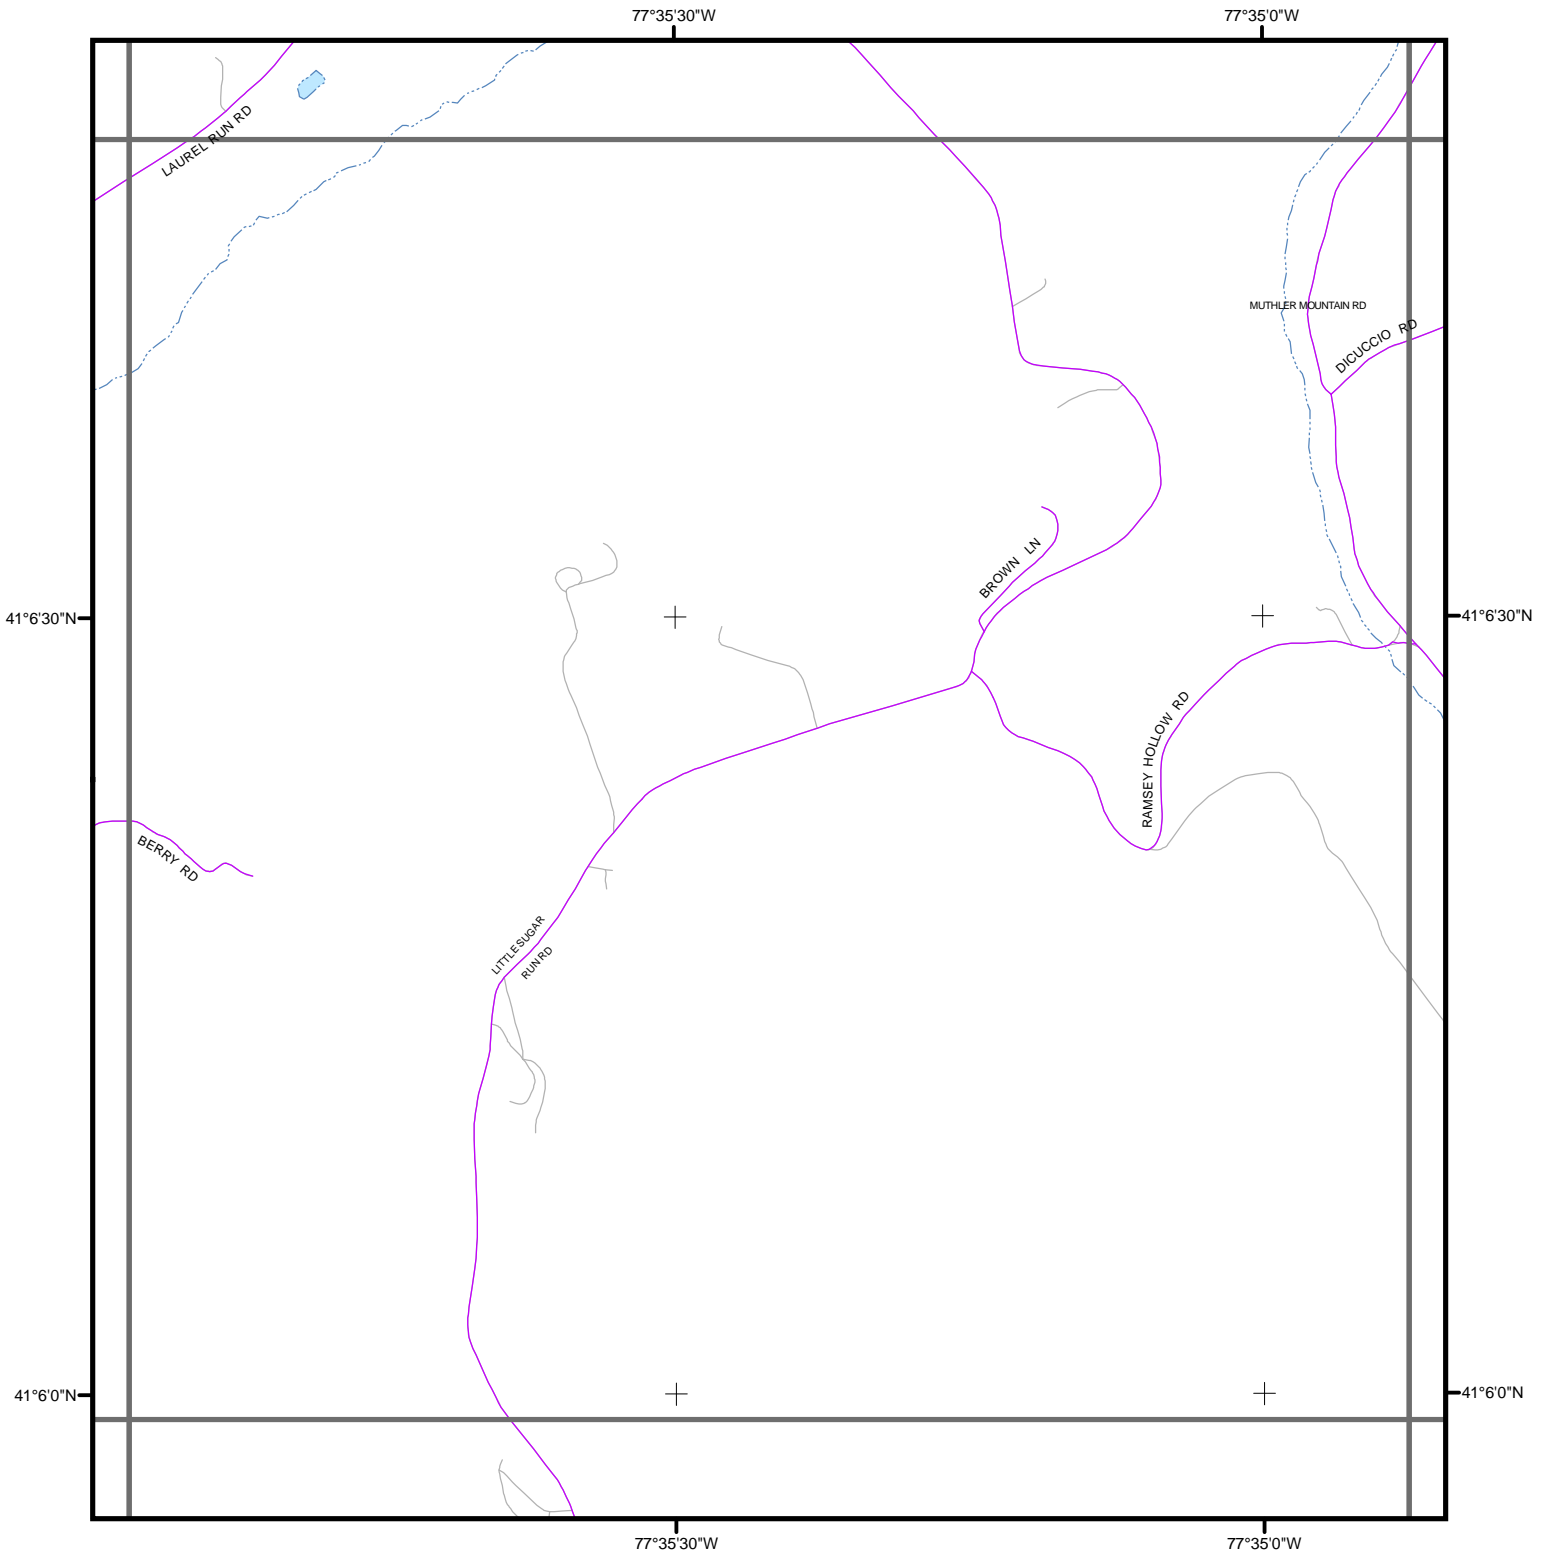 77°35'30"W
77°35'0"W
LAUREL RUN RD
MUTHLER MOUNTAIN RD
DICUCCIO RD
BROWN LN
41°6'30"N
41°6'30"N
RAMSEY HOLLOW RD
BERRY RD
LITTLE SUGAR
RUN RD
41°6'0"N
41°6'0"N
77°35'30"W
77°35'0"W